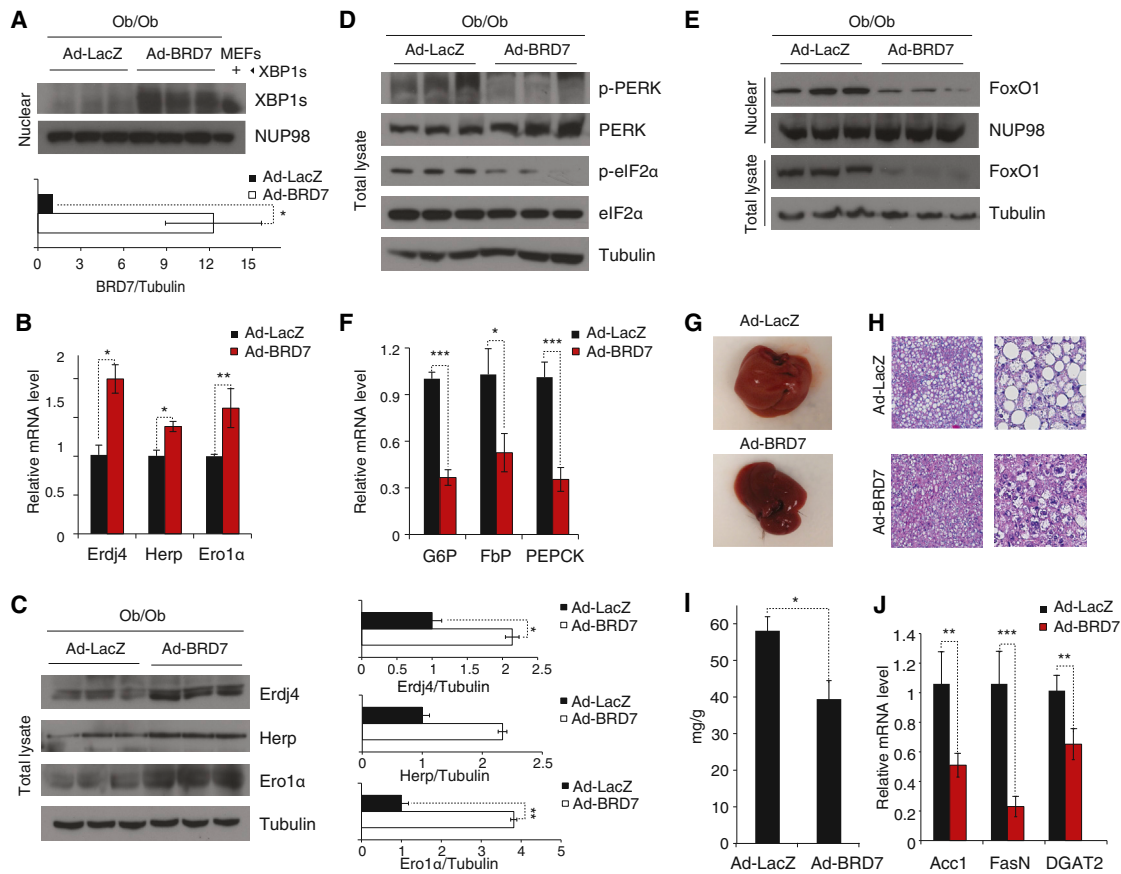 A
Ob/Ob
Ad-LacZ Ad-BRD7 MEFs
+ XBP1s
Nuclear
XBP1s
NUP98
Ad-LacZ
Ad-BRD7
*
0 3 6 9 12 15
BRD7/Tubulin
B
Ad-LacZ
Ad-BRD7
Relative mRNA level
2
1.5
1
0.5
0
* * **
Erdj4 Herp Ero1α
C
Ob/Ob
Ad-LacZ Ad-BRD7
Total lysate
Erdj4
Herp
Ero1α
Tubulin
Ad-LacZ
Ad-BRD7
*
0 0.5 1 1.5 2 2.5
Erdj4/Tubulin
Ad-LacZ
Ad-BRD7
0 1 2 2.5
Herp/Tubulin
Ad-LacZ
Ad-BRD7
**
0 1 2 3 4 5
Ero1α/Tubulin
D
Ob/Ob
Ad-LacZ Ad-BRD7
Total lysate
p-PERK
PERK
p-eIF2α
eIF2α
Tubulin
E
Ob/Ob
Ad-LacZ Ad-BRD7
Nuclear
FoxO1
NUP98
Total lysate
FoxO1
Tubulin
F
Ad-LacZ
Ad-BRD7
Relative mRNA level
1.2
0.9
0.6
0.3
0
*** * ***
G6P FbP PEPCK
G
Ad-LacZ
Ad-BRD7
H
Ad-LacZ
Ad-BRD7
I
mg/g
60
50
40
30
20
10
0
*
Ad-LacZ Ad-BRD7
J
Ad-LacZ
Ad-BRD7
Relative mRNA level
1.4
1.2
1
0.8
0.6
0.4
0.2
0
** *** **
Acc1 FasN DGAT2